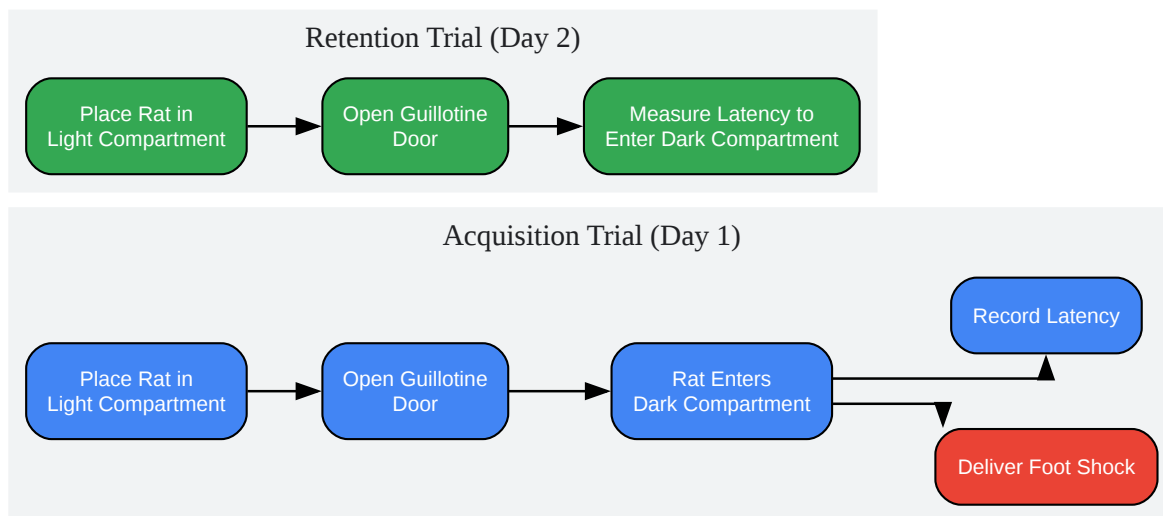 Retention Trial (Day 2)
Place Rat in
Light Compartment
Open Guillotine
Door
Measure Latency to
Enter Dark Compartment
Acquisition Trial (Day 1)
Place Rat in
Light Compartment
Open Guillotine
Door
Rat Enters
Dark Compartment
Record Latency
Deliver Foot Shock